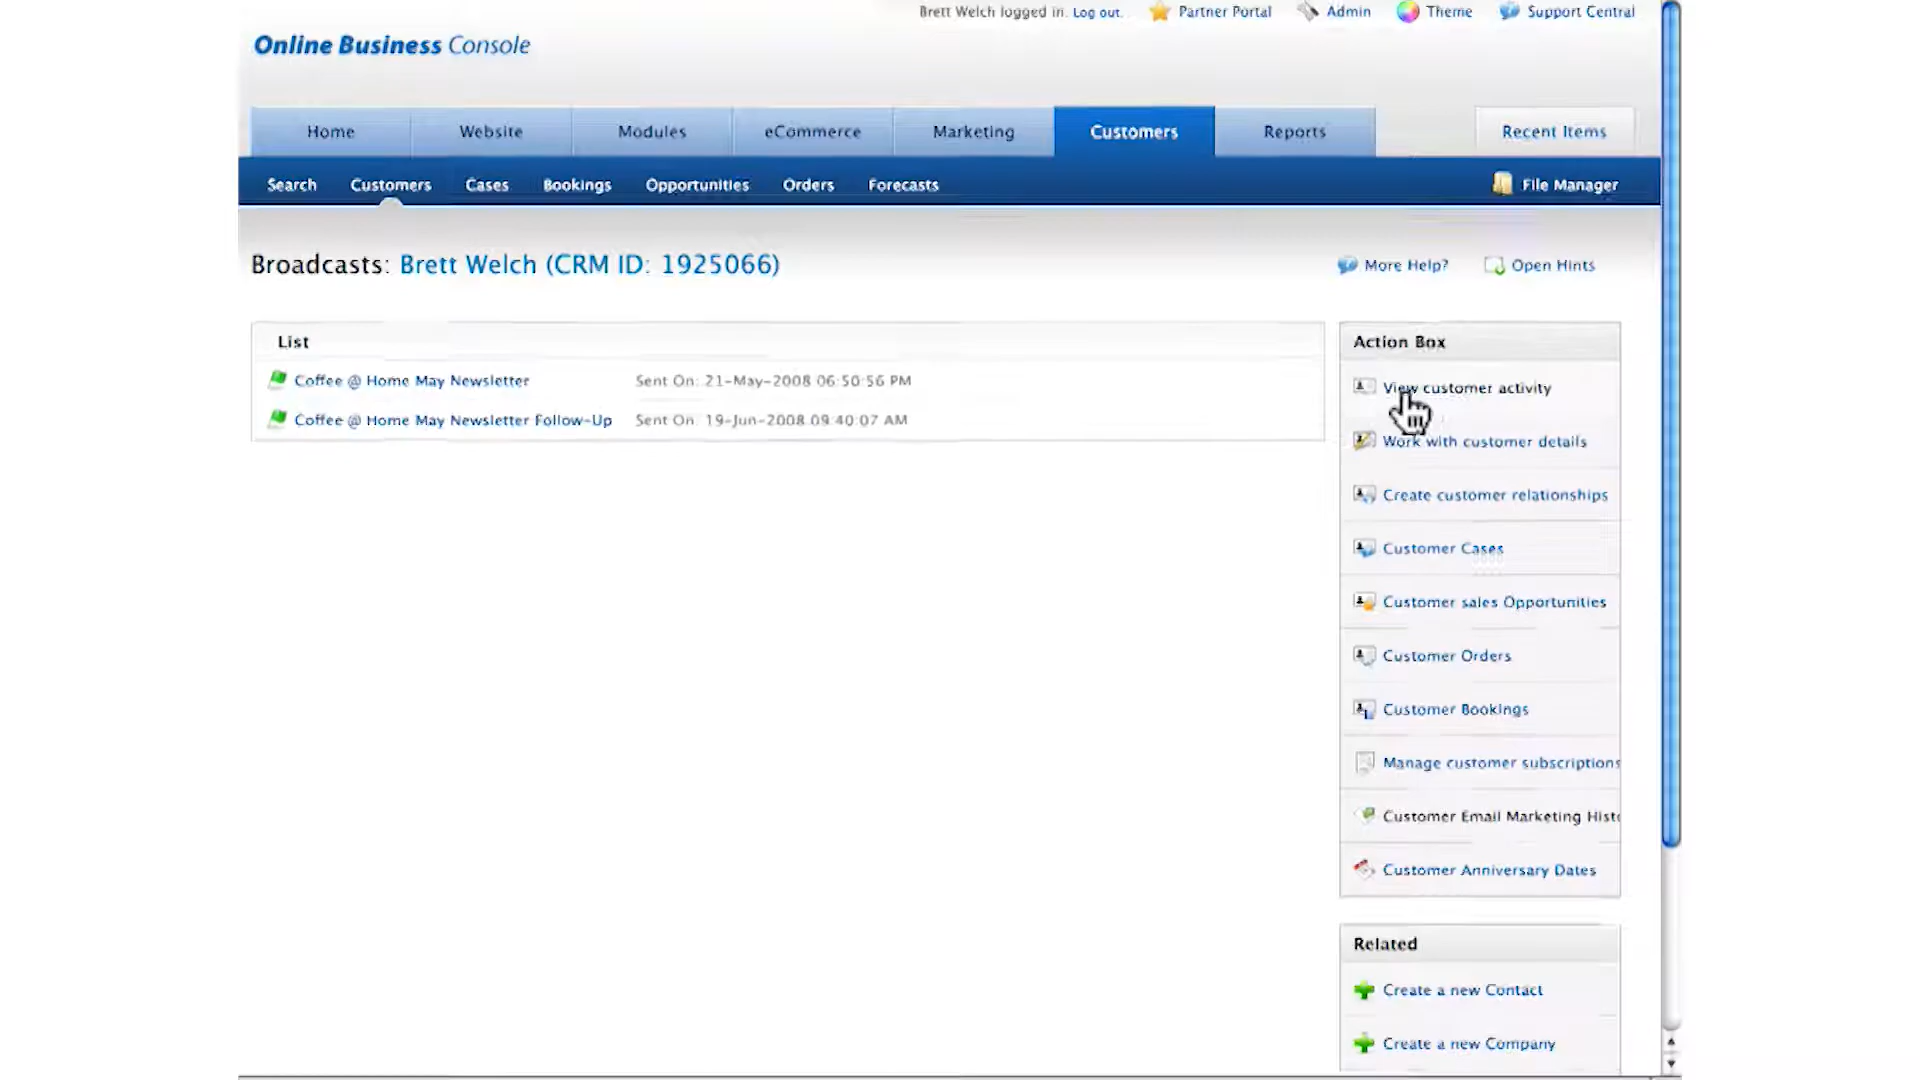 Brett Welch logged in. Log out.
Partner Portal
Admin
Theme
Support Central
Online Business Console
Home
Website
Modules
eCommerce
Marketing
Customers
Reports
Recent Items
Search
Customers
Cases
Bookings
Opportunities
Orders
Forecasts
File Manager
Broadcasts: Brett Welch (CRM ID: 1925066)
More Help?
Open Hints
List
Coffee @ Home May Newsletter
Sent On: 21-May-2008 06:50:56 PM
Coffee @ Home May Newsletter Follow-Up
Sent On: 19-Jun-2008 09:40:07 AM
Action Box
View customer activity
Work with customer details
Create customer relationships
Customer Cases
Customer sales Opportunities
Customer Orders
Customer Bookings
Manage customer subscriptions
Customer Email Marketing Hist
Customer Anniversary Dates
Related
Create a new Contact
Create a new Company